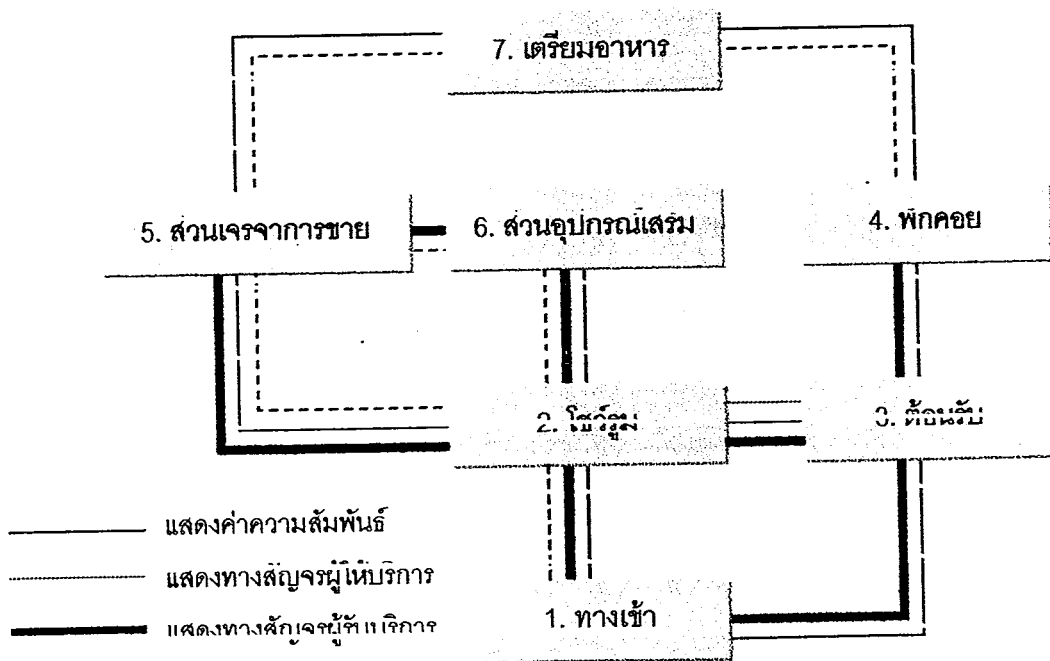 7. เตรียมอาหาร
5. ส่วนเจรจาการขาย
6. ส่วนอุปกรณ์เสริม
4. พักคอย
2. โชว์รูม
3. ต้อนรับ
แสดงค่าความสัมพันธ์
แสดงทางสัญจรผู้ให้บริการ
แสดงทางสัญจรผู้รับบริการ
1. ทางเข้า